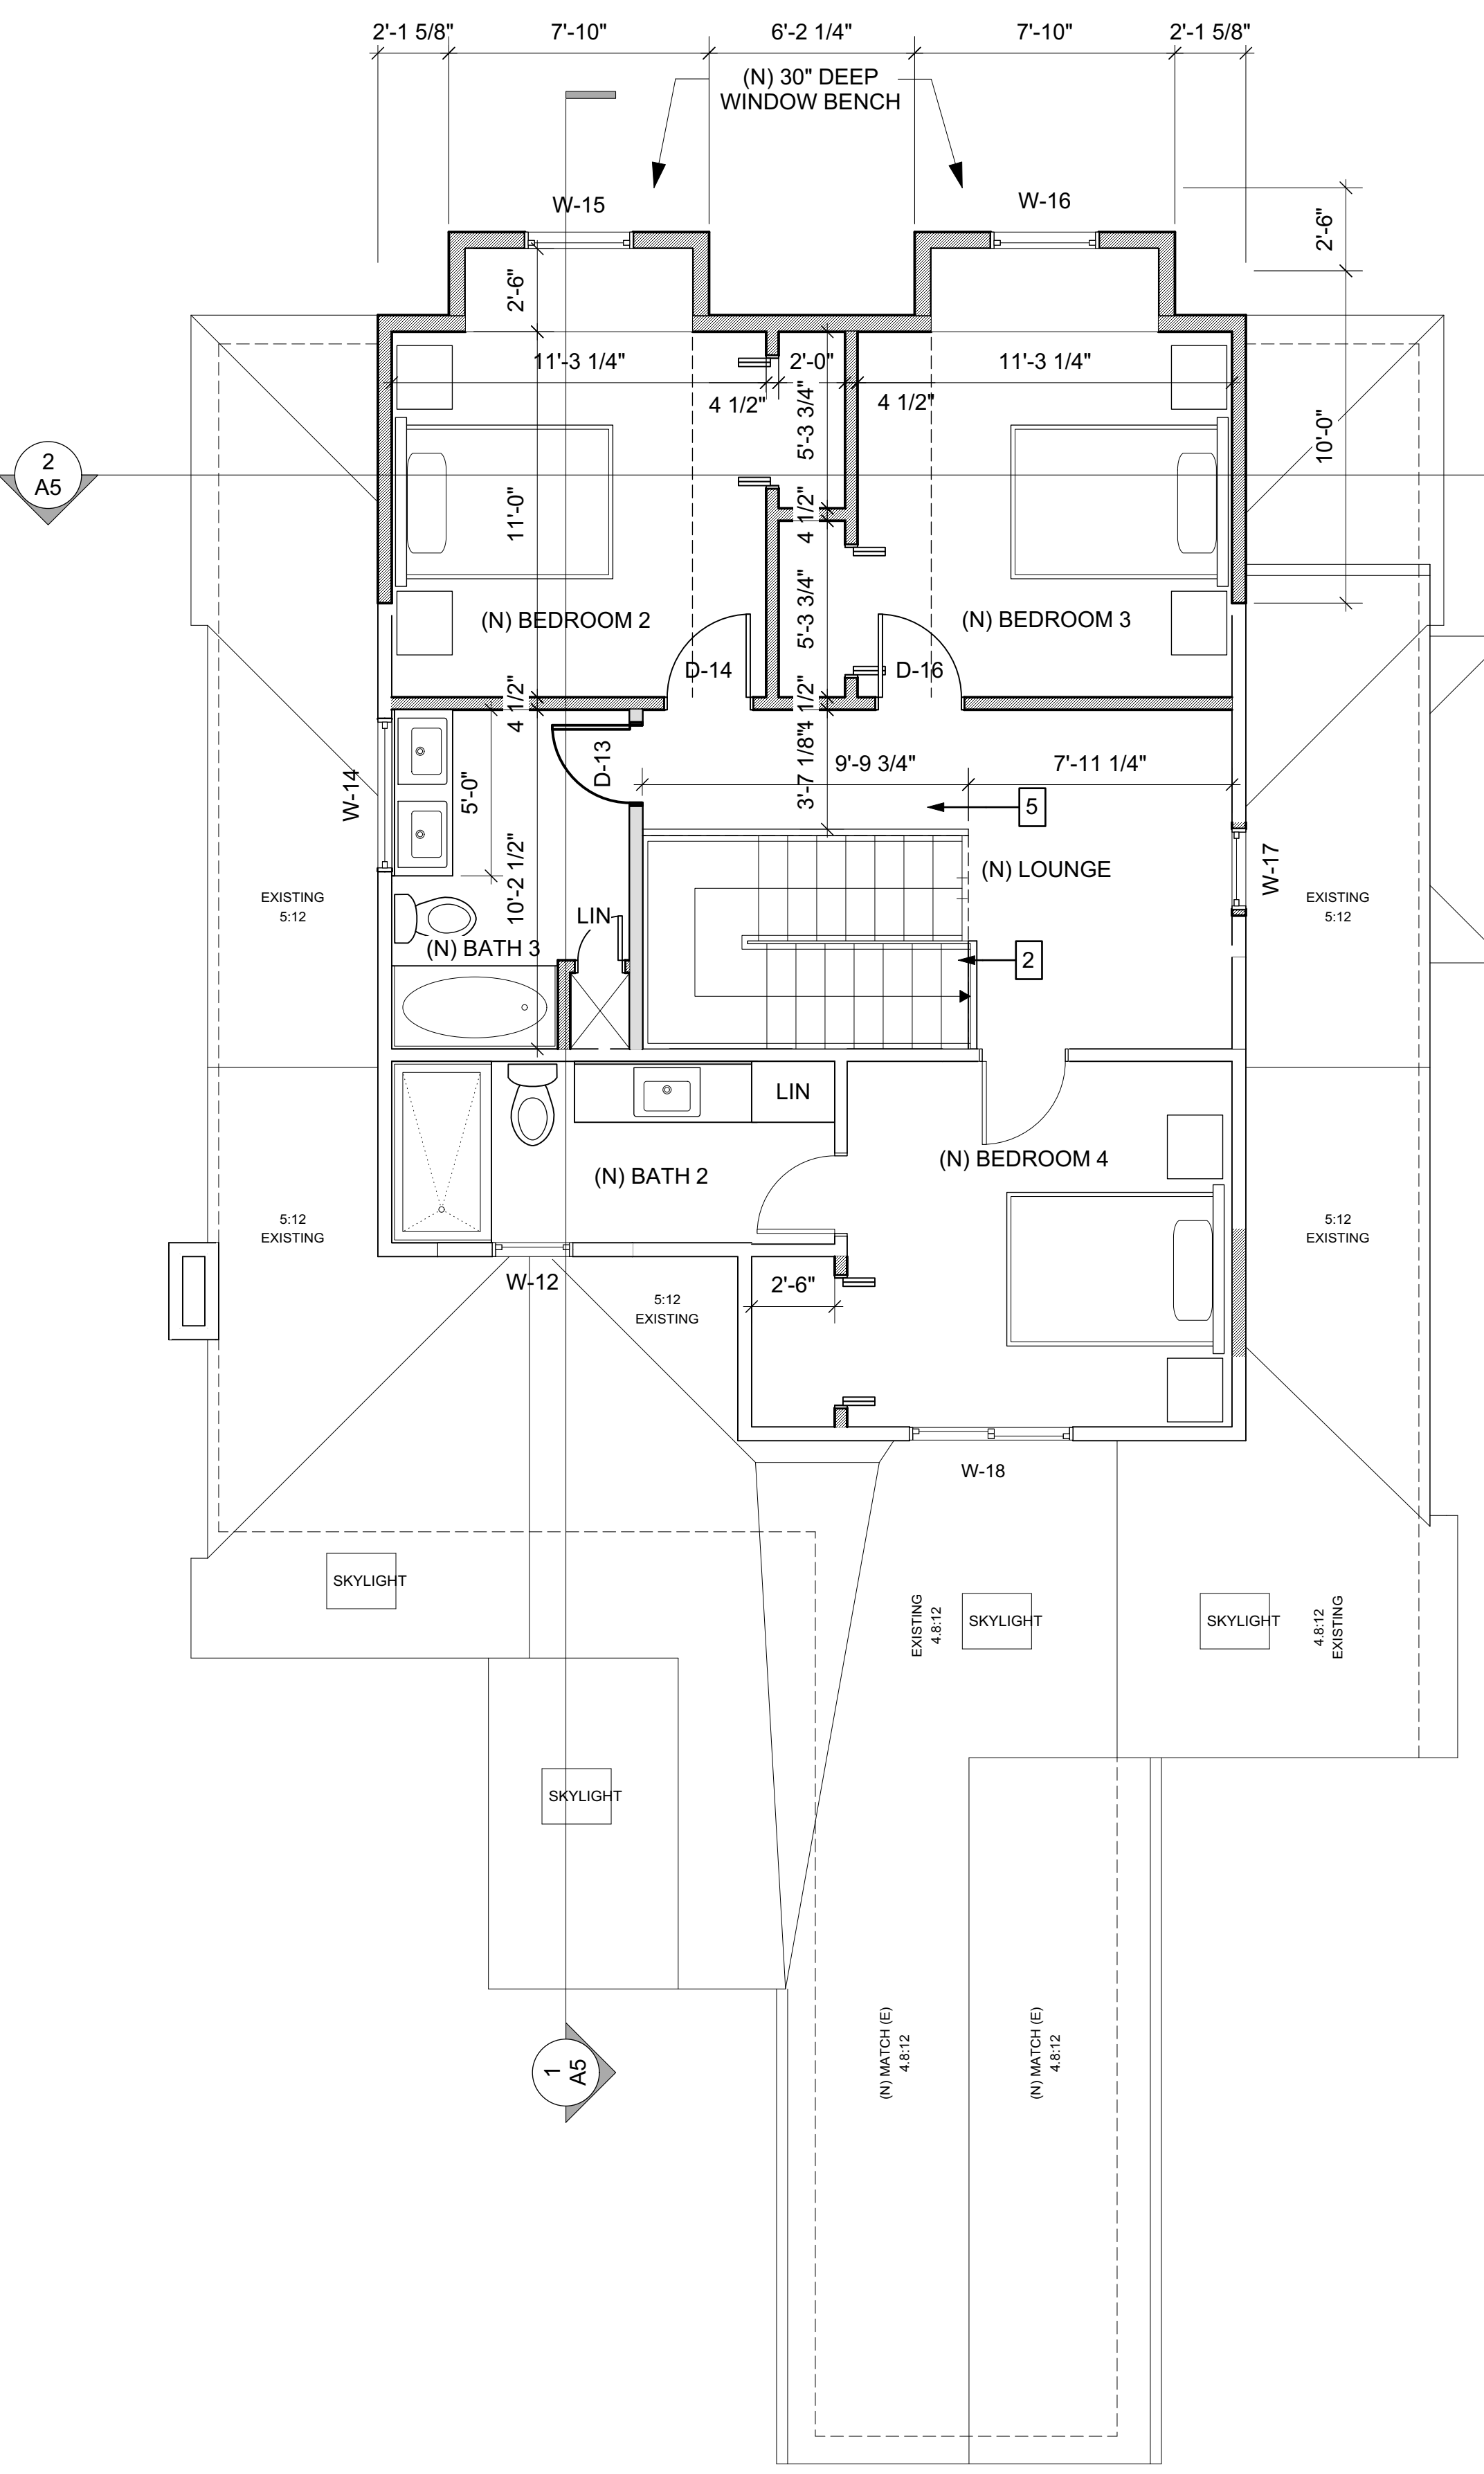 2'-1 5/8"
7'-10"
6'-2 1/4"
7'-10"
2'-1 5/8"
(N) 30" DEEP
WINDOW BENCH
W-15
W-16
2'-6"
2'-6"
11'-3 1/4"
2'-0"
11'-3 1/4"
4 1/2"
4 1/2"
5'-3 3/4"
10'-0"
2
A5
11'-0"
4 1/2"
5'-3 3/4"
(N) BEDROOM 2
(N) BEDROOM 3
D-14
D-16
4 1/2"
4 1/2"
D-13
3'-7 1/8"
9'-9 3/4"
7'-11 1/4"
W-14
5'-0"
5
(N) LOUNGE
W-17
10'-2 1/2"
EXISTING
5:12
LIN
EXISTING
5:12
(N) BATH 3
2
LIN
(N) BATH 2
(N) BEDROOM 4
5:12
EXISTING
5:12
EXISTING
W-12
2'-6"
5:12
EXISTING
W-18
SKYLIGHT
EXISTING
4.8:12
SKYLIGHT
SKYLIGHT
4.8:12
EXISTING
SKYLIGHT
(N) MATCH (E)
4.8:12
(N) MATCH (E)
4.8:12
1
A5